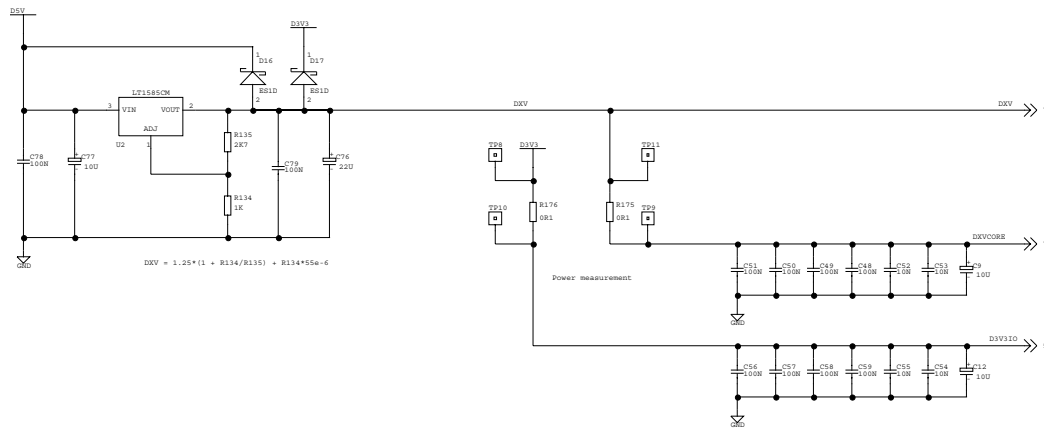 D5V
D3V3
1
D16
ES1D
2
1
D17
ES1D
2
LT1585CM
3
VIN
VOUT
2
ADJ
U2
1
DXV
DXV
C78
100N
C77
10U
R135
2K7
R134
1K
C79
100N
C76
22U
GND
DXV = 1.25*(1 + R134/R135) + R134*55e-6
TP8
D3V3
TP11
TP10
R176
0R1
R175
0R1
TP9
Power measurement
DXVCORE
C51
100N
C50
100N
C49
100N
C48
100N
C52
10N
C53
10N
C9
10U
GND
D3V3IO
C56
100N
C57
100N
C58
100N
C59
100N
C55
10N
C54
10N
C12
10U
GND